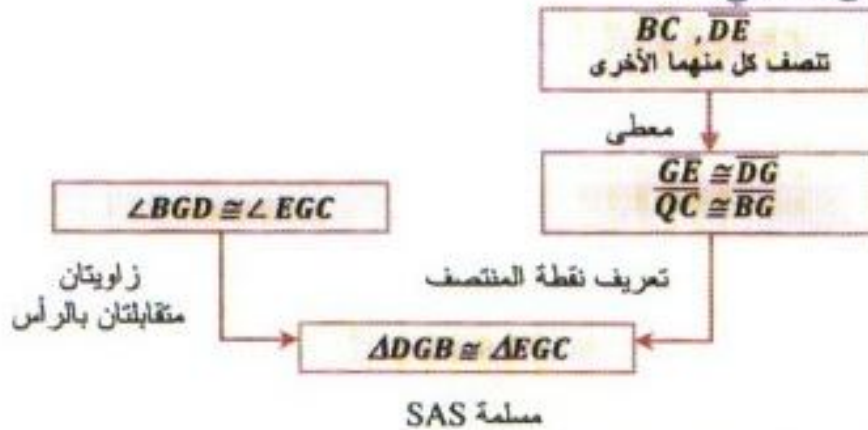 BC , DE
تنصف كل منهما الأخرى
معطى
GE ≅ DG
QC ≅ BG
∠BGD ≅ ∠EGC
زاويتان
متقابلتان بالرأس
تعريف نقطة المنتصف
ΔDGB ≅ ΔEGC
مسلمة SAS